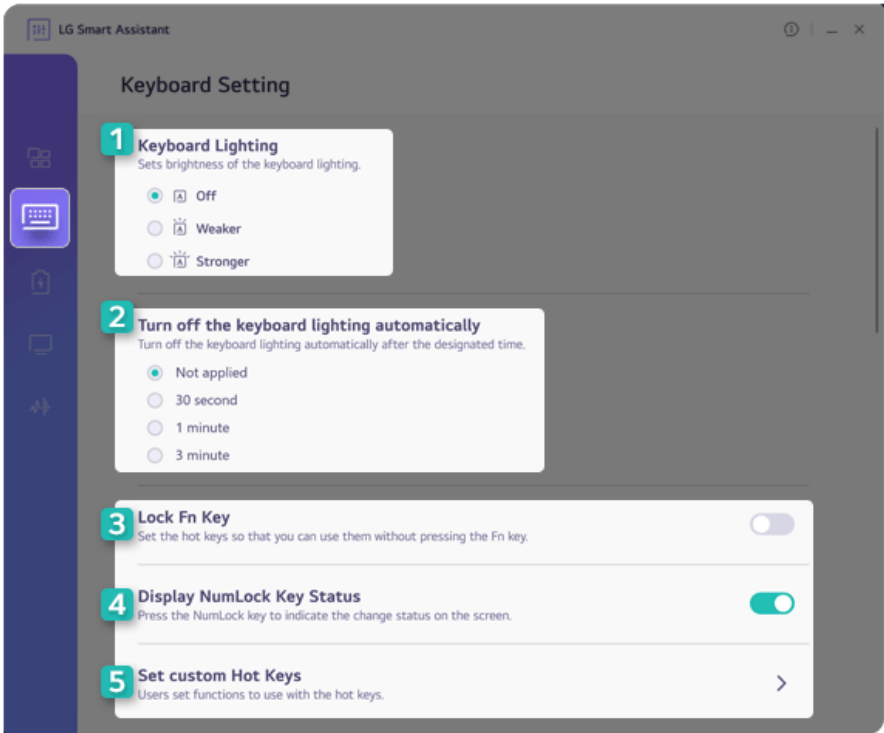 LG Smart Assistant
Keyboard Setting
1
Keyboard Lighting
Sets brightness of the keyboard lighting.
A Off
A Weaker
A Stronger
2
Turn off the keyboard lighting automatically
Turn off the keyboard lighting automatically after the designated time.
Not applied
30 second
1 minute
3 minute
3
Lock Fn Key
Set the hot keys so that you can use them without pressing the Fn key.
4
Display NumLock Key Status
Press the NumLock key to indicate the change status on the screen.
5
Set custom Hot Keys
Users set functions to use with the hot keys.